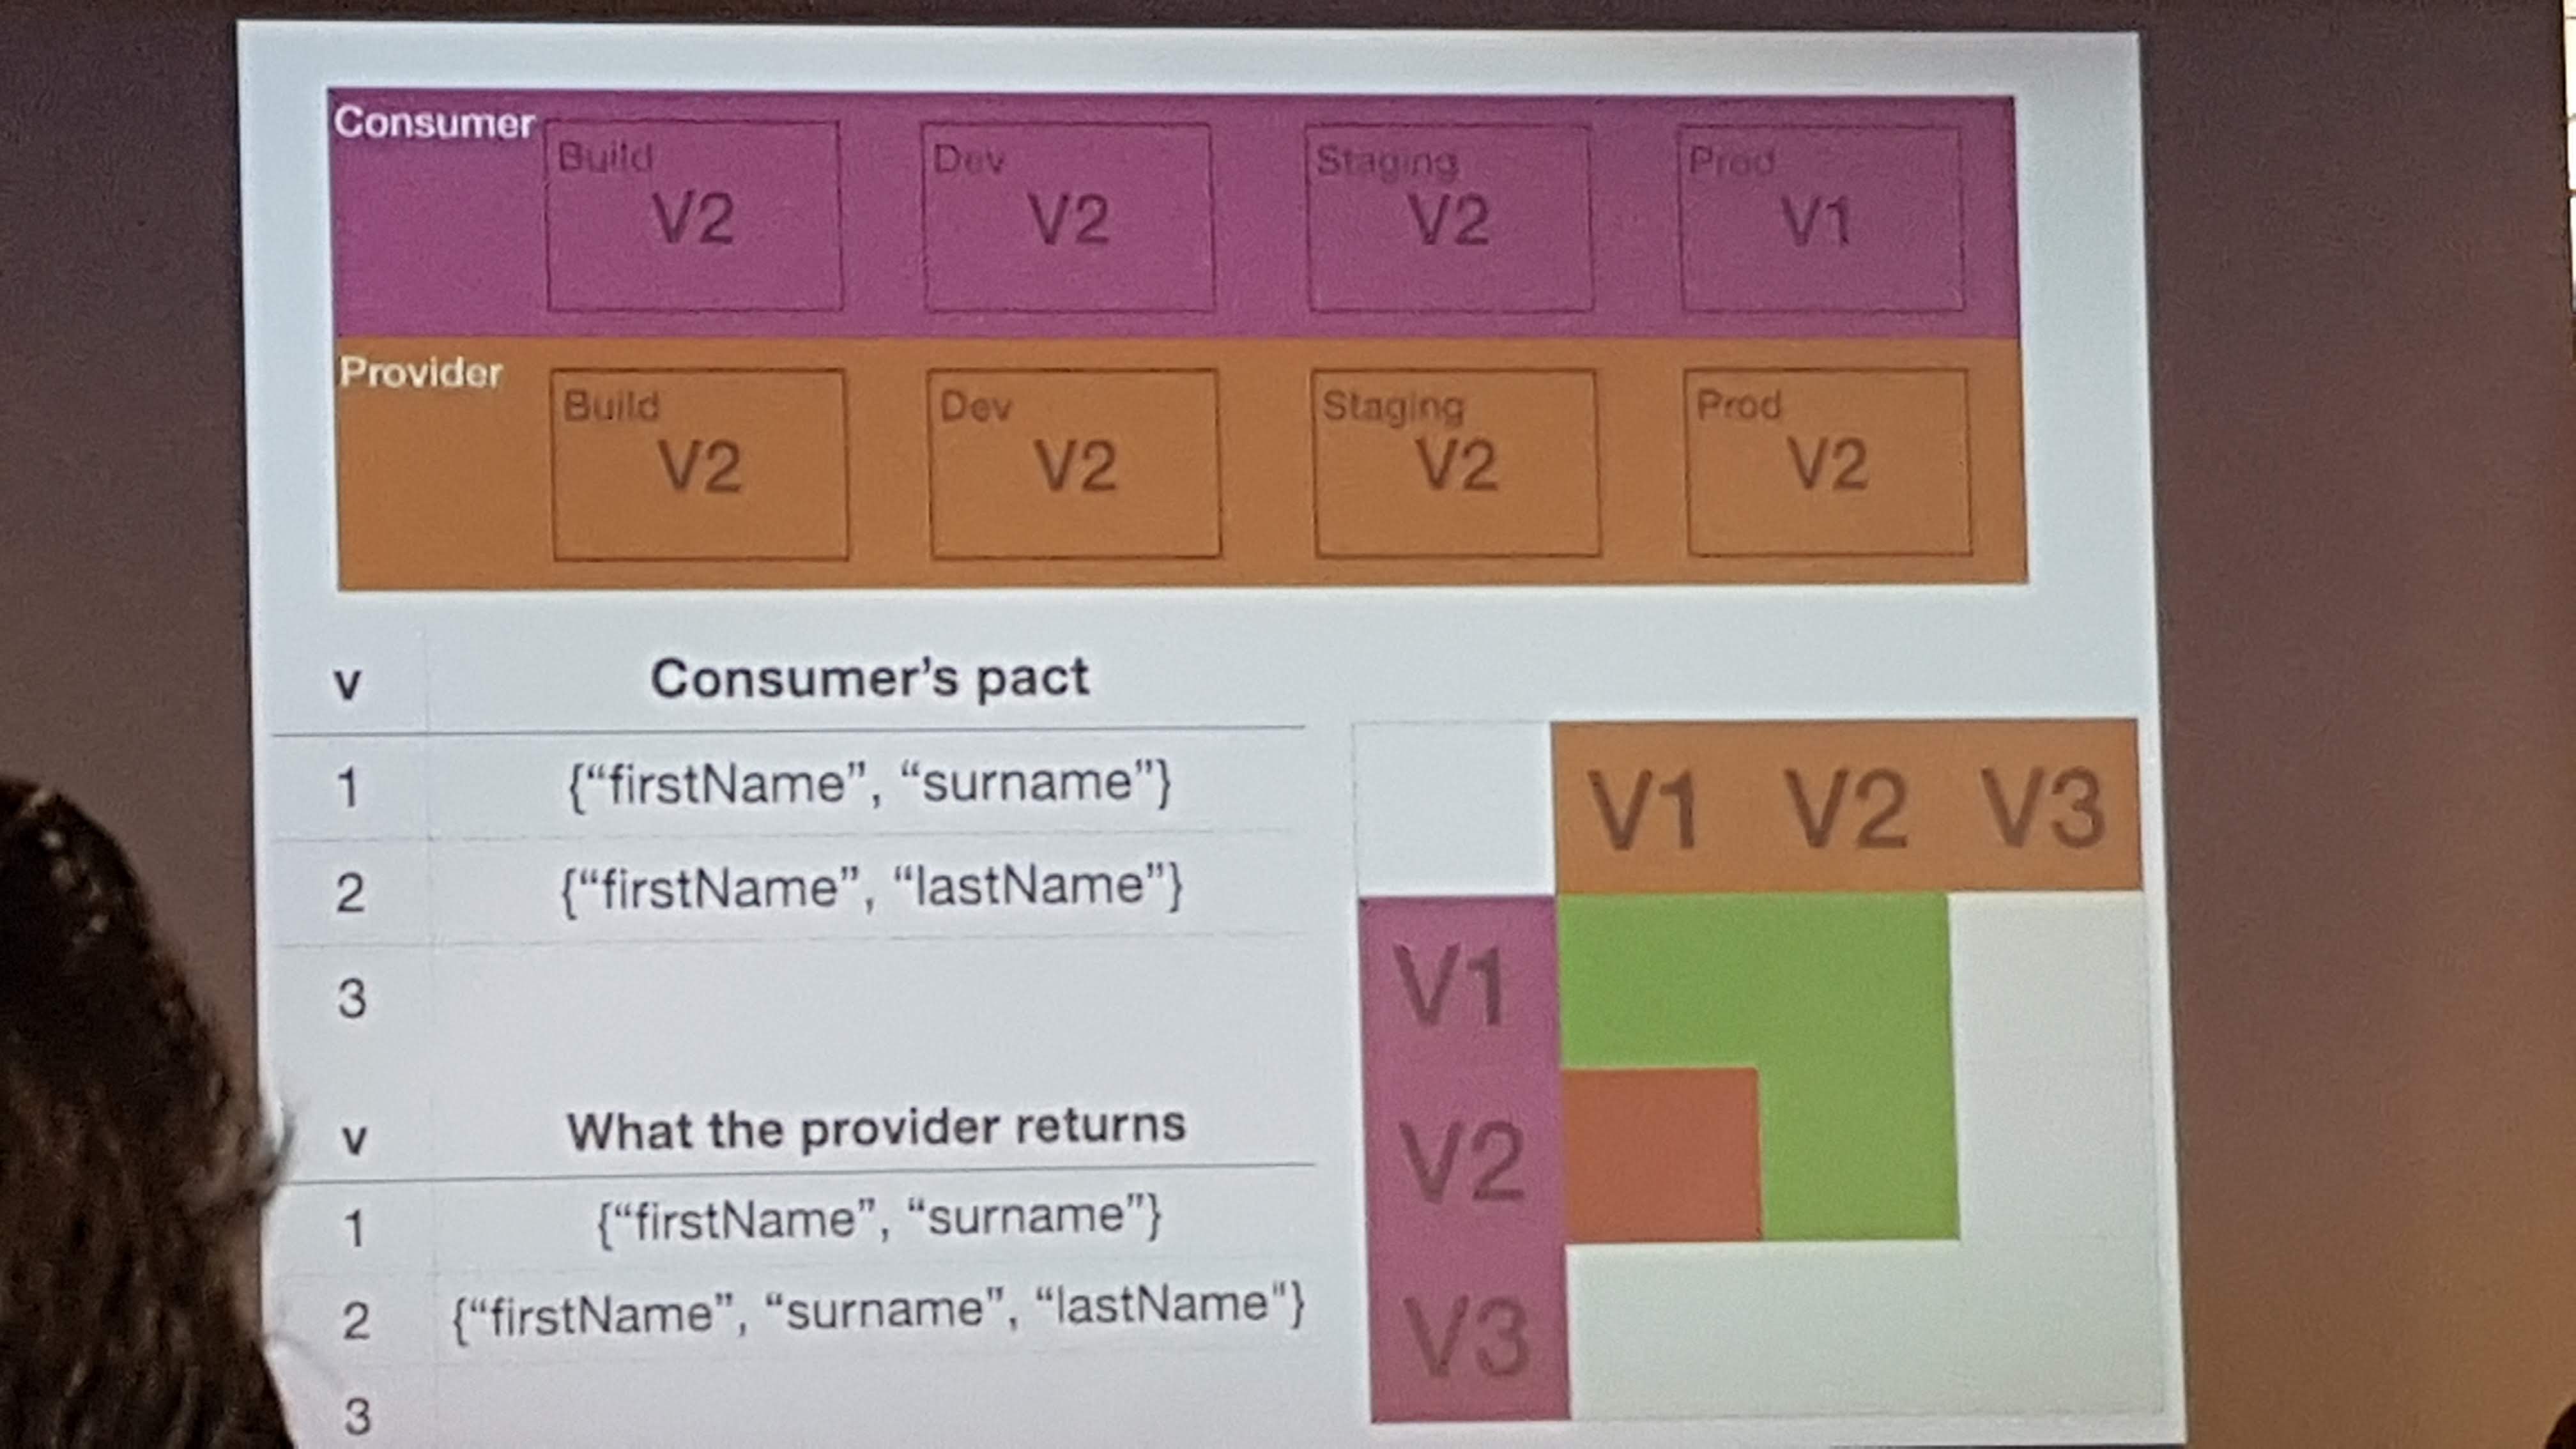 Consumer
Build Dev Staging Prod
V2 V2 V2 V1
Provider
Build Dev Staging Prod
V2 V2 V2 V2
v Consumer’s pact
1 {“firstName”, “surname”}
2 {“firstName”, “lastName”}
3
v What the provider returns
1 {“firstName”, “surname”}
2 {“firstName”, “surname”, “lastName"}
3
V1 V2 V3
V1
V2
V3